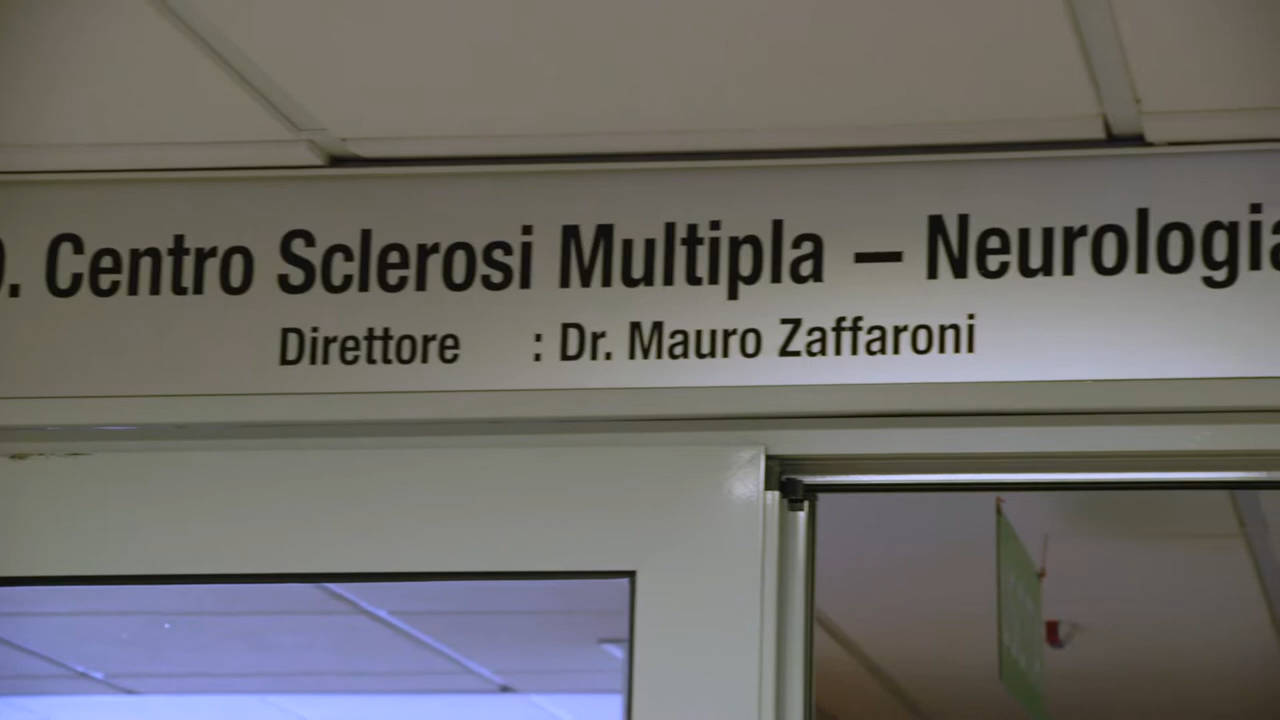 . Centro Sclerosi Multipla – Neurologia
Direttore : Dr. Mauro Zaffaroni